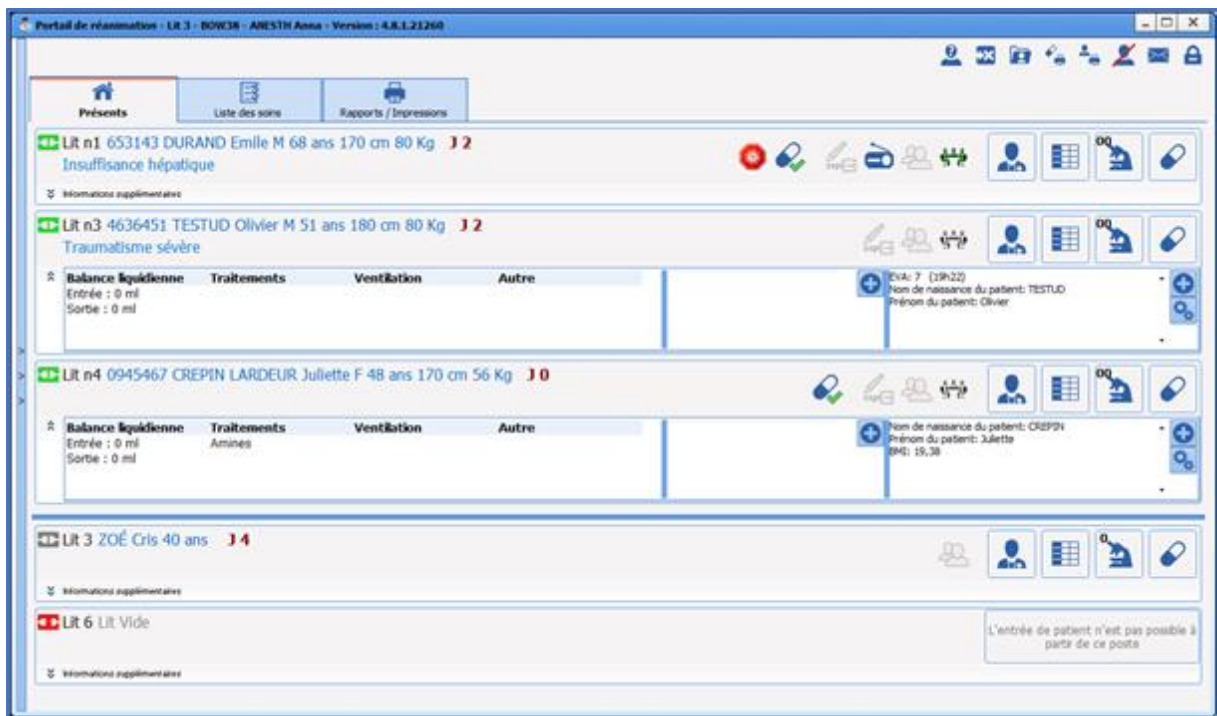 Portail de réanimation - Lit 3 - BOW38 - ANESTH Anna - Version : 4.8.1.21260
Présents
Liste des soins
Rapports / Impressions
Lit n1 653143 DURAND Emile M 68 ans 170 cm 80 Kg J 2
Insuffisance hépatique
Informations supplémentaires
Lit n3 4636451 TESTUD Olivier M 51 ans 180 cm 80 Kg J 2
Traumatisme sévère
Balance liquidienne Traitements Ventilation Autre
Entrée : 0 ml
Sortie : 0 ml
EVA: 7 (19h22)
Nom de naissance du patient: TESTUD
Prénom du patient: Olivier
Lit n4 0945467 CREPIN LARDEUR Juliette F 48 ans 170 cm 56 Kg J 0
Balance liquidienne Traitements Ventilation Autre
Entrée : 0 ml Amines
Sortie : 0 ml
Nom de naissance du patient: CREPIN
Prénom du patient: Juliette
BMI: 19,38
Lit 3 ZOÉ Cris 40 ans J 4
Informations supplémentaires
Lit 6 Lit Vide
L'entrée de patient n'est pas possible à
partir de ce poste
Informations supplémentaires